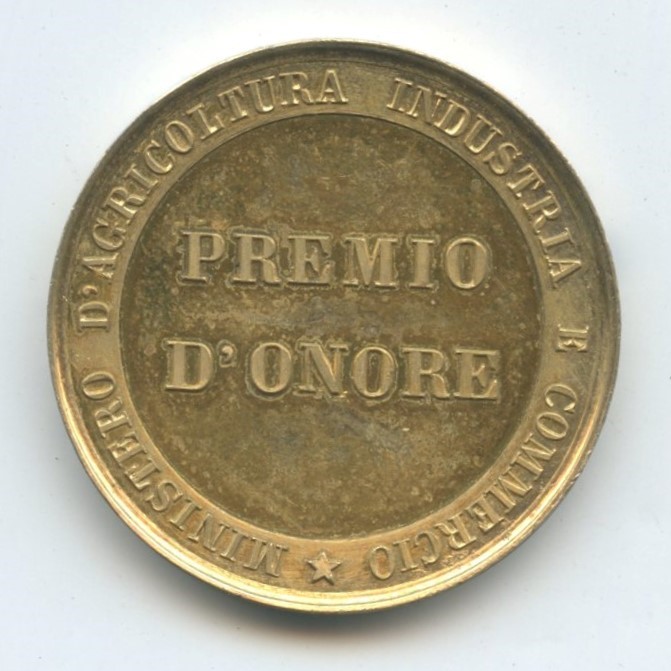 MINISTERO D'AGRICOLTURA INDUSTRIA E COMMERCIO
PREMIO
D'ONORE